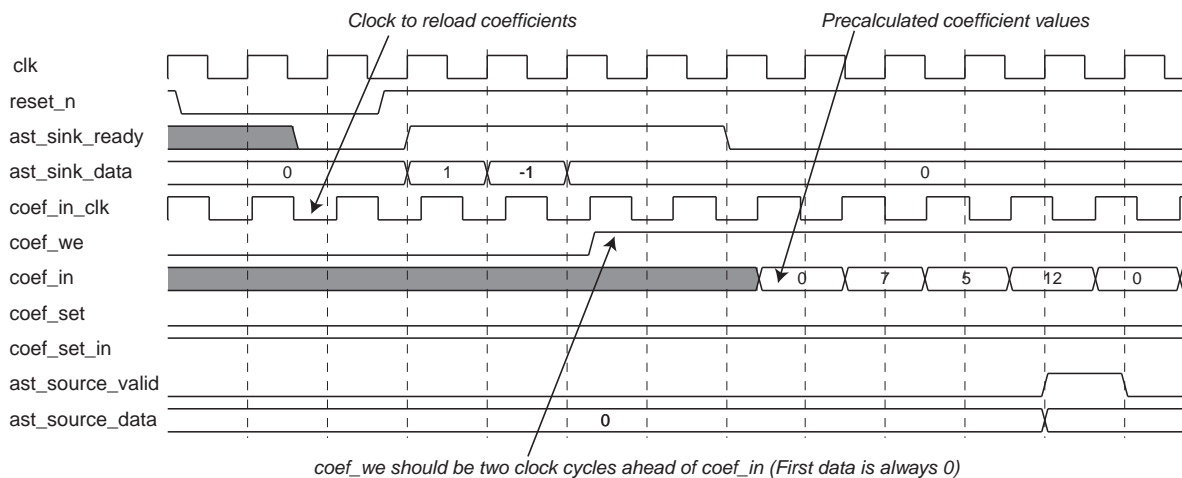 Clock to reload coefficients Precalculated coefficient values
clk
reset_n
ast_sink_ready
ast_sink_data 0 1 -1 0
coef_in_clk
coef_we
coef_in 0 7 5 12 0
coef_set
coef_set_in
ast_source_valid
ast_source_data 0
coef_we should be two clock cycles ahead of coef_in (First data is always 0)